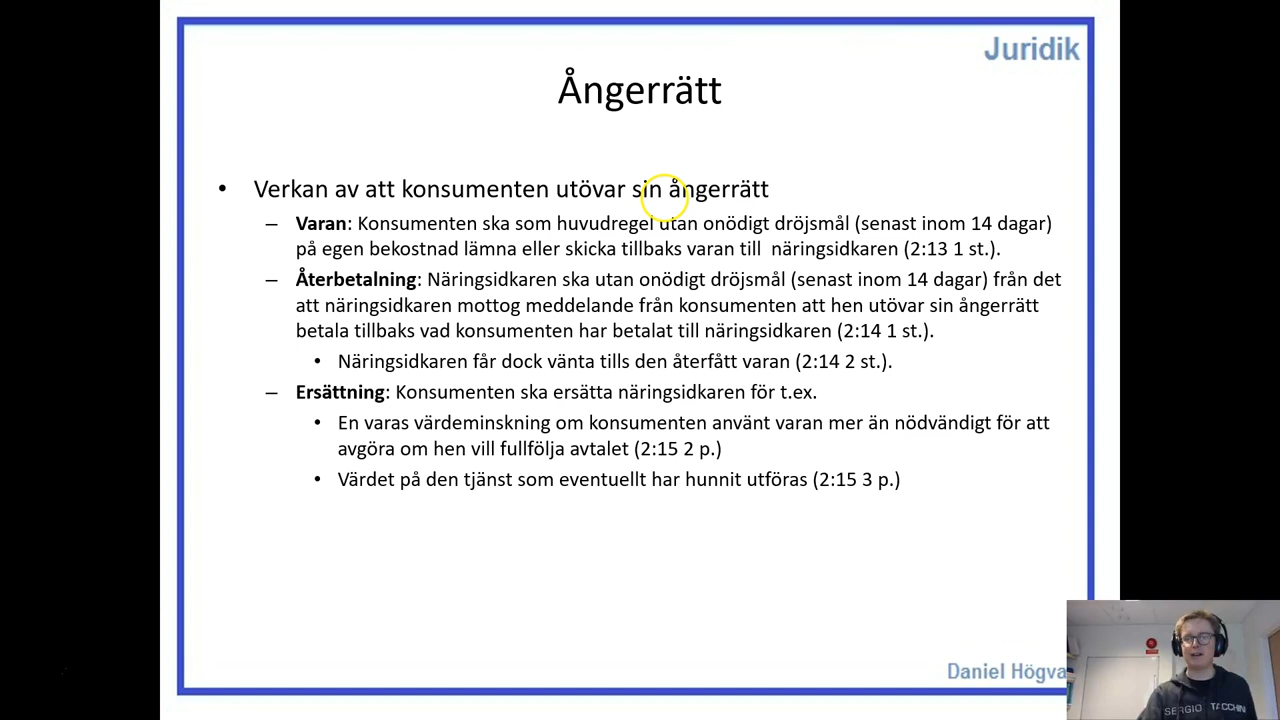 Juridik
Ångerrätt
• Verkan av att konsumenten utövar sin ångerrätt
– Varan: Konsumenten ska som huvudregel utan onödigt dröjsmål (senast inom 14 dagar)
på egen bekostnad lämna eller skicka tillbaks varan till  näringsidkaren (2:13 1 st.).
– Återbetalning: Näringsidkaren ska utan onödigt dröjsmål (senast inom 14 dagar) från det
att näringsidkaren mottog meddelande från konsumenten att hen utövar sin ångerrätt
betala tillbaks vad konsumenten har betalat till näringsidkaren (2:14 1 st.).
• Näringsidkaren får dock vänta tills den återfått varan (2:14 2 st.).
– Ersättning: Konsumenten ska ersätta näringsidkaren för t.ex.
• En varas värdeminskning om konsumenten använt varan mer än nödvändigt för att
avgöra om hen vill fullfölja avtalet (2:15 2 p.)
• Värdet på den tjänst som eventuellt har hunnit utföras (2:15 3 p.)
Daniel Högva
SERGIO TACCHINI